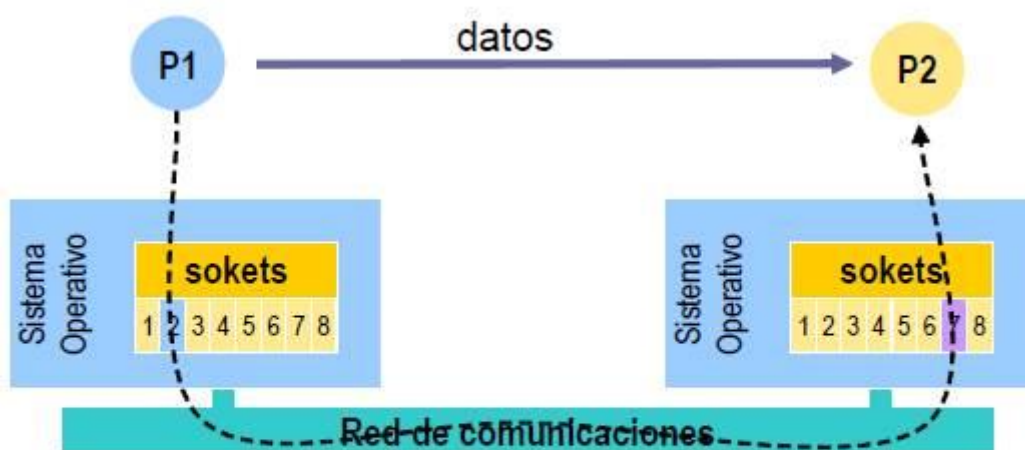 datos
P1
P2
Sistema
Operativo
sokets
1 2 3 4 5 6 7 8
Sistema
Operativo
sokets
1 2 3 4 5 6 7 8
Red de comunicaciones